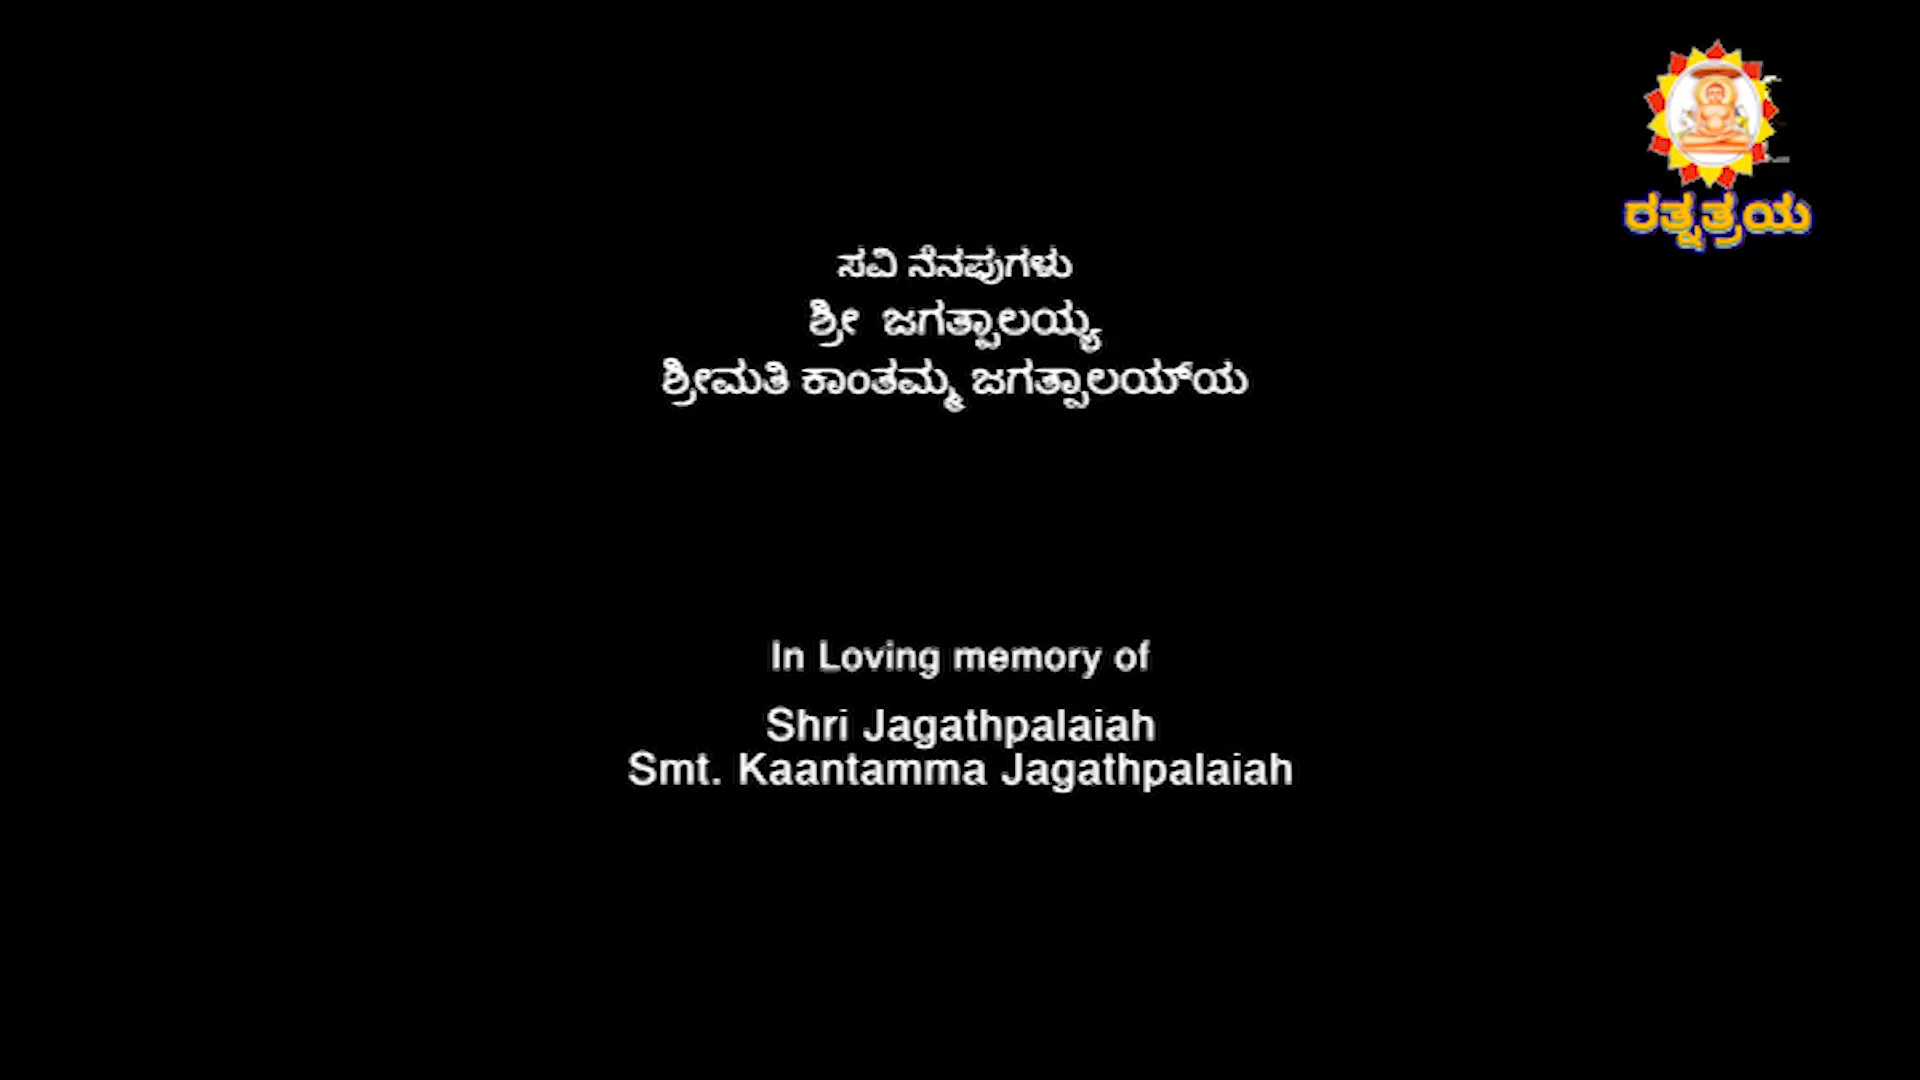 ರತ್ನತ್ರಯ
ಸವಿ ನೆನಪುಗಳು
ಶ್ರೀ ಜಗತ್ಪಾಲಯ್ಯ
ಶ್ರೀಮತಿ ಕಾಂತಮ್ಮ ಜಗತ್ಪಾಲಯ್‌ಯ
In Loving memory of
Shri Jagathpalaiah
Smt. Kaantamma Jagathpalaiah